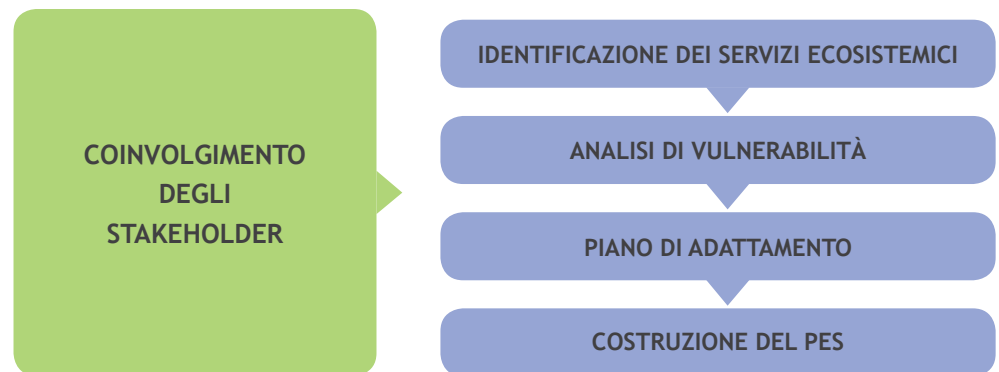 COINVOLGIMENTO
DEGLI
STAKEHOLDER
IDENTIFICAZIONE DEI SERVIZI ECOSISTEMICI
ANALISI DI VULNERABILITÀ
PIANO DI ADATTAMENTO
COSTRUZIONE DEL PES